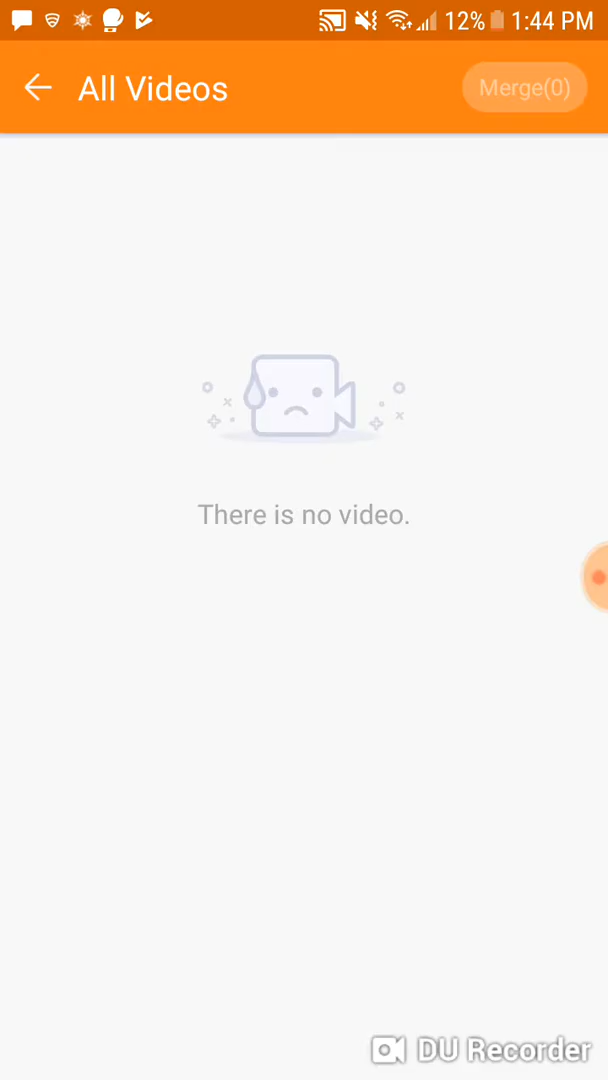 12% 1:44 PM
All Videos
Merge(0)
There is no video.
DU Recorder